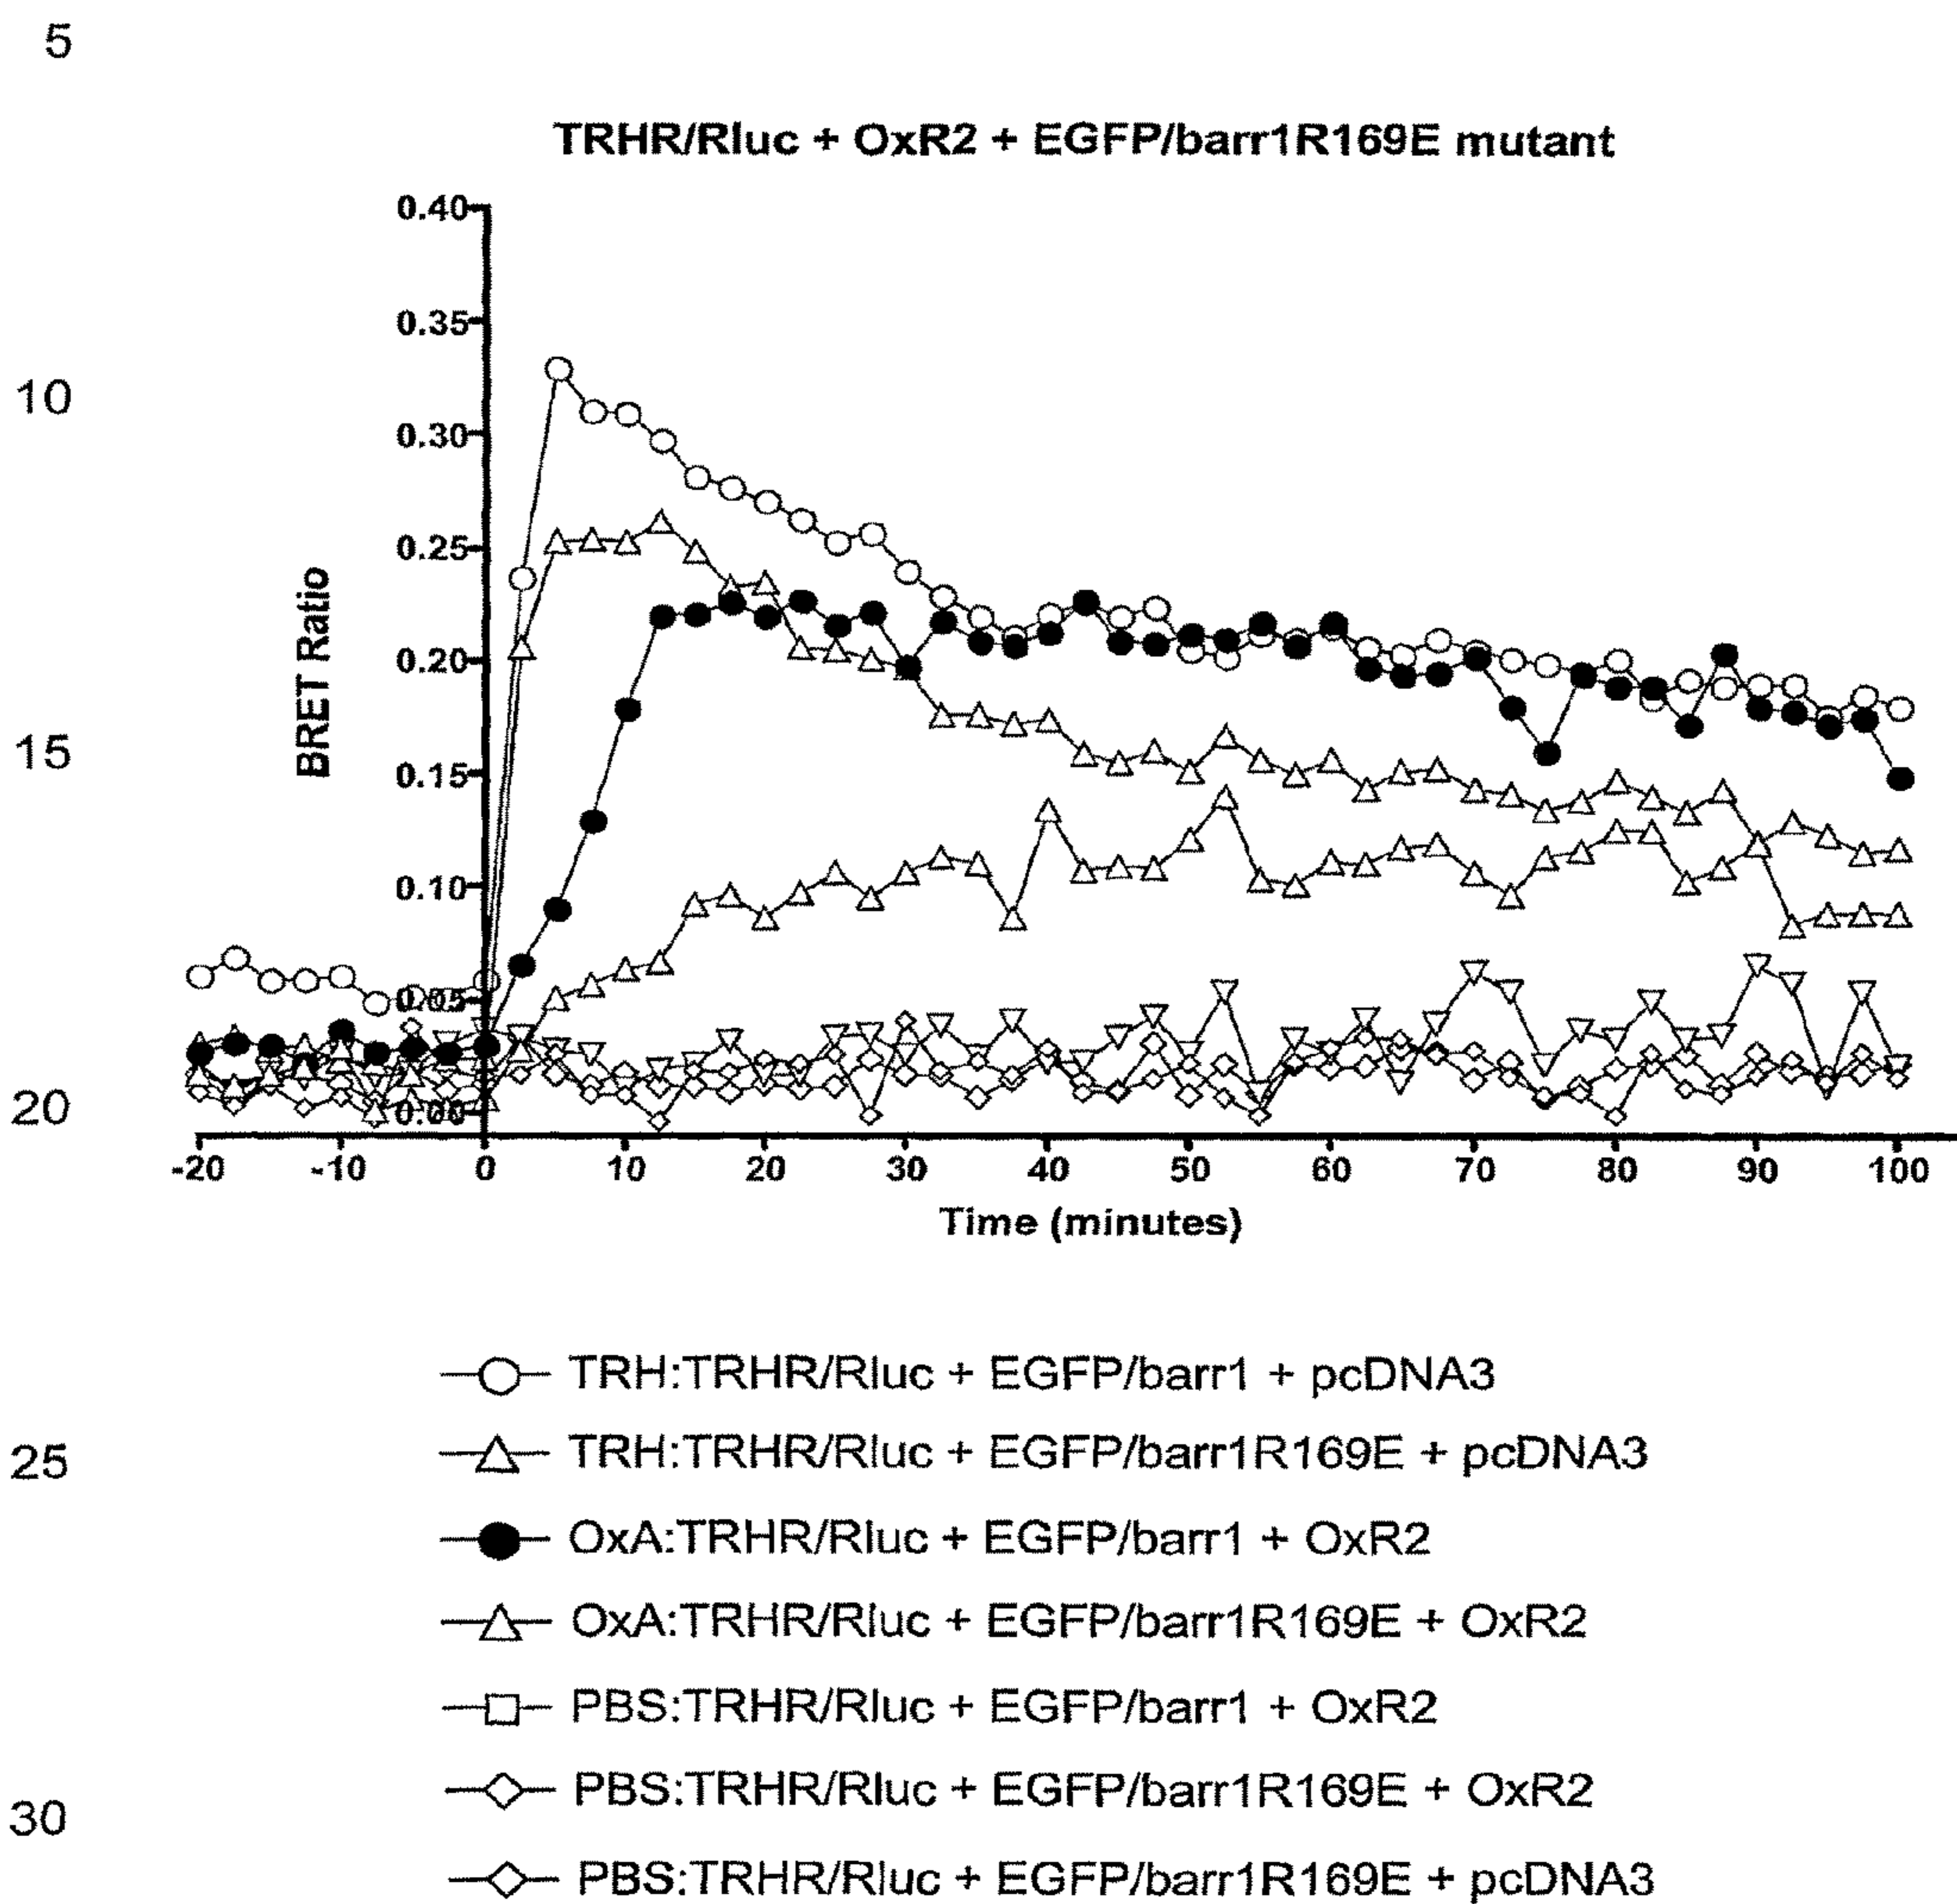 5
TRHR/Rluc + OxR2 + EGFP/barr1R169E mutant
0.40
0.35
10
0.30
0.25
BRET Ratio
0.20
15
0.15
0.10
0.05
20
0.00
-20 -10 0 10 20 30 40 50 60 70 80 90 100
Time (minutes)
TRH:TRHR/Rluc + EGFP/barr1 + pcDNA3
25
TRH:TRHR/Rluc + EGFP/barr1R169E + pcDNA3
OxA:TRHR/Rluc + EGFP/barr1 + OxR2
OxA:TRHR/Rluc + EGFP/barr1R169E + OxR2
PBS:TRHR/Rluc + EGFP/barr1 + OxR2
30
PBS:TRHR/Rluc + EGFP/barr1R169E + OxR2
PBS:TRHR/Rluc + EGFP/barr1R169E + pcDNA3